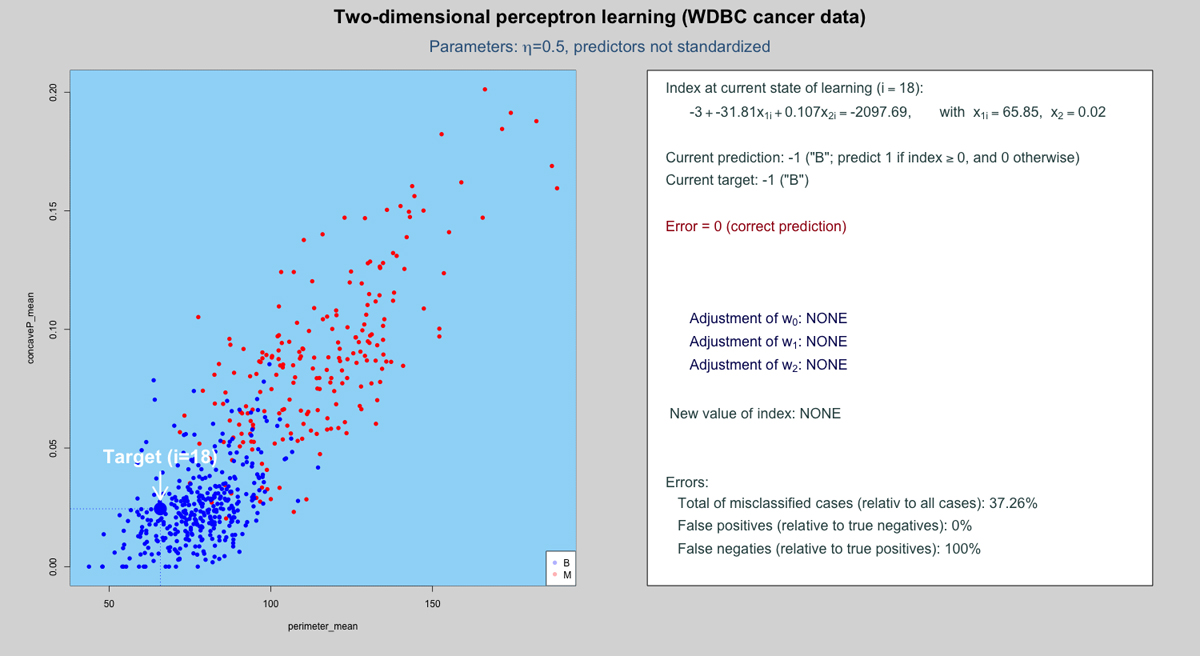 Two-dimensional perceptron learning (WDBC cancer data)
Parameters: η=0.5, predictors not standardized
0.20
0.15
0.10
0.05
0.00
concaveP_mean
Target (i=18)
B
M
50
100
150
perimeter_mean
Index at current state of learning (i = 18):
-3 + -31.81x₁ᵢ + 0.107x₂ᵢ = -2097.69, with x₁ᵢ = 65.85, x₂ = 0.02
Current prediction: -1 ("B"; predict 1 if index ≥ 0, and 0 otherwise)
Current target: -1 ("B")
Error = 0 (correct prediction)
Adjustment of w₀: NONE
Adjustment of w₁: NONE
Adjustment of w₂: NONE
New value of index: NONE
Errors:
Total of misclassified cases (relativ to all cases): 37.26%
False positives (relative to true negatives): 0%
False negaties (relative to true positives): 100%